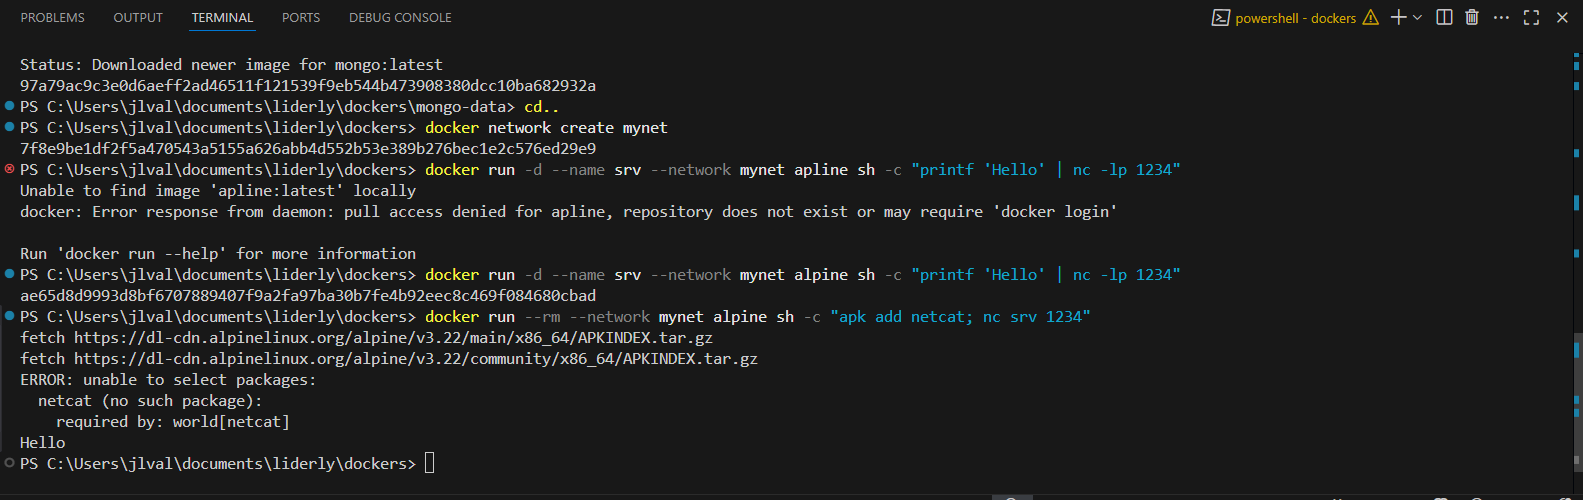 PROBLEMS OUTPUT TERMINAL PORTS DEBUG CONSOLE powershell - dockers
Status: Downloaded newer image for mongo:latest
97a79ac9c3e0d6aeff2ad46511f121539f9eb544b473908380dcc10ba682932a
PS C:\Users\jlval\documents\liderly\dockers\mongo-data> cd..
PS C:\Users\jlval\documents\liderly\dockers> docker network create mynet
7f8e9be1df2f5a470543a5155a626abb4d552b53e389b276bec1e2c576ed29e9
PS C:\Users\jlval\documents\liderly\dockers> docker run -d --name srv --network mynet apline sh -c "printf 'Hello' | nc -lp 1234"
Unable to find image 'apline:latest' locally
docker: Error response from daemon: pull access denied for apline, repository does not exist or may require 'docker login'
Run 'docker run --help' for more information
PS C:\Users\jlval\documents\liderly\dockers> docker run -d --name srv --network mynet alpine sh -c "printf 'Hello' | nc -lp 1234"
ae65d8d9993d8bf6707889407f9a2fa97ba30b7fe4b92eec8c469f084680cbad
PS C:\Users\jlval\documents\liderly\dockers> docker run --rm --network mynet alpine sh -c "apk add netcat; nc srv 1234"
fetch https://dl-cdn.alpinelinux.org/alpine/v3.22/main/x86_64/APKINDEX.tar.gz
fetch https://dl-cdn.alpinelinux.org/alpine/v3.22/community/x86_64/APKINDEX.tar.gz
ERROR: unable to select packages:
  netcat (no such package):
    required by: world[netcat]
Hello
PS C:\Users\jlval\documents\liderly\dockers>